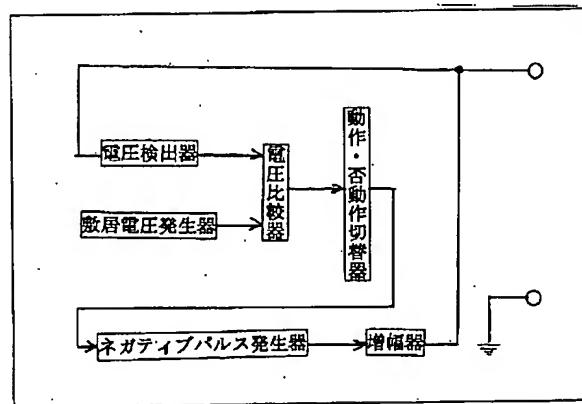 電圧検出器
電圧比較器
動作・否動作切替器
敷居電圧発生器
ネガティブパルス発生器
増幅器